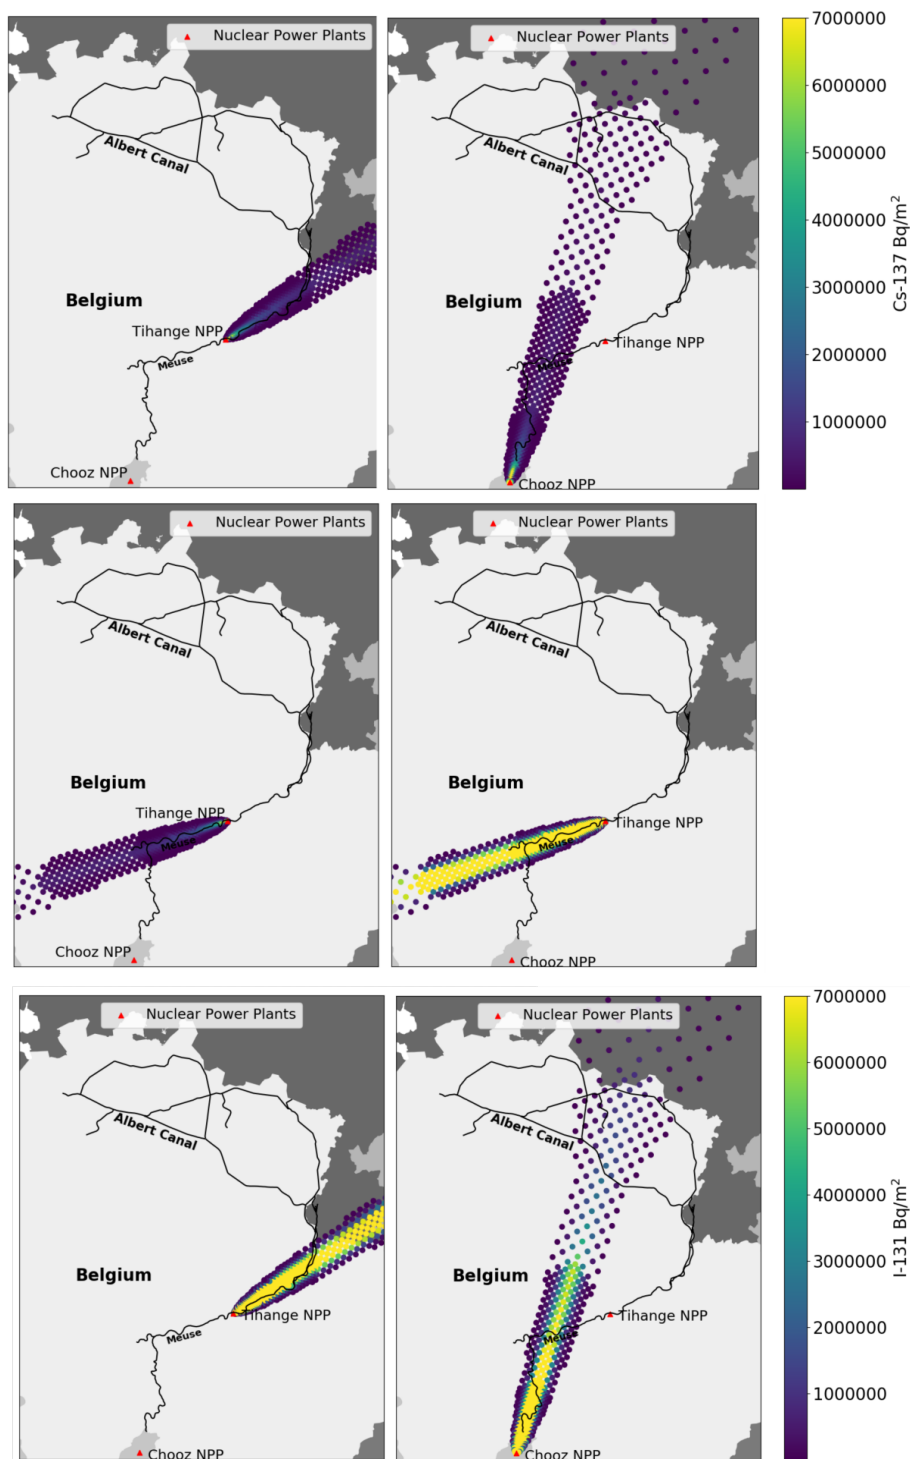 Nuclear Power Plants
Albert Canal
Belgium
Tihange NPP
Meuse
Chooz NPP
Nuclear Power Plants
Albert Canal
Belgium
Tihange NPP
Meuse
Chooz NPP
7000000
6000000
5000000
4000000
3000000
2000000
1000000
Cs-137 Bq/m²
Nuclear Power Plants
Albert Canal
Belgium
Tihange NPP
Meuse
Chooz NPP
Nuclear Power Plants
Albert Canal
Belgium
Tihange NPP
Meuse
Chooz NPP
Nuclear Power Plants
Albert Canal
Belgium
Tihange NPP
Meuse
Chooz NPP
Nuclear Power Plants
Albert Canal
Belgium
Tihange NPP
Meuse
Chooz NPP
7000000
6000000
5000000
4000000
3000000
2000000
1000000
I-131 Bq/m²